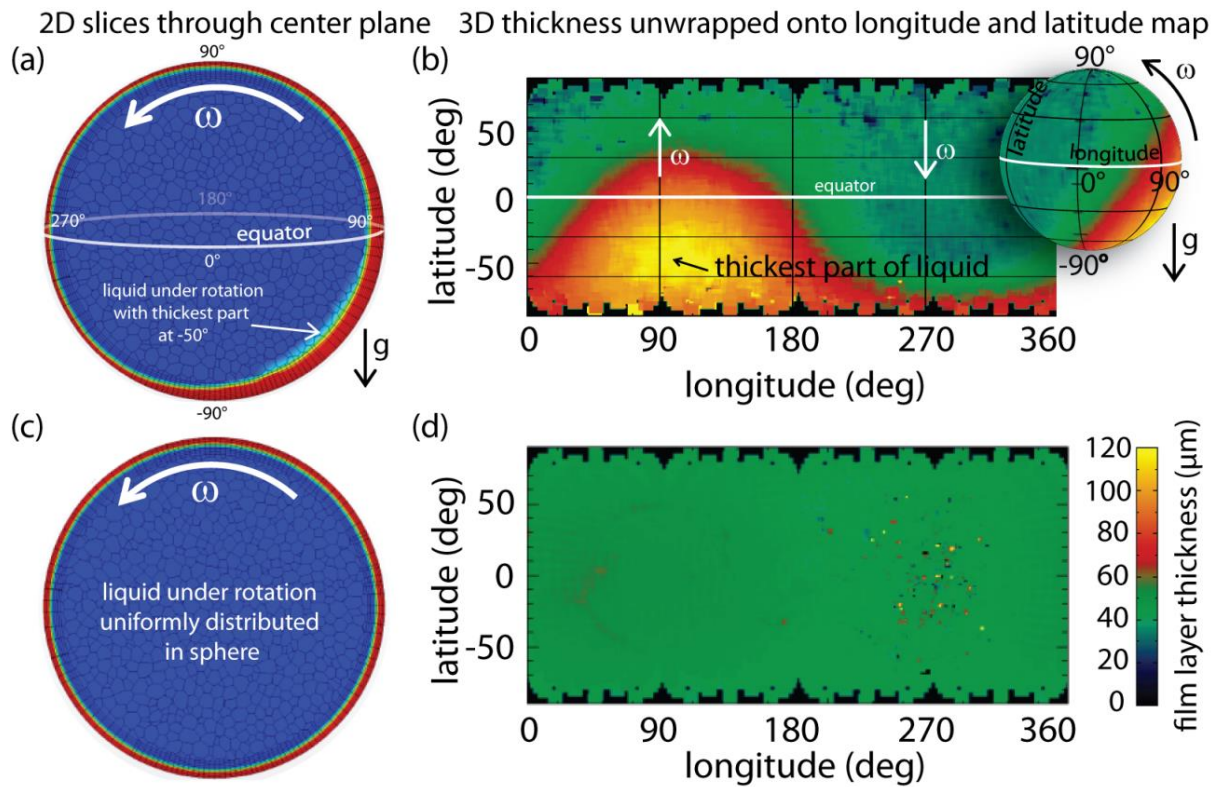 2D slices through center plane
3D thickness unwrapped onto longitude and latitude map
(a)
90°
ω
180°
270°
90°
equator
0°
liquid under rotation
with thickest part
at -50°
g
-90°
(b)
latitude (deg)
50
0
-50
ω
ω
equator
thickest part of liquid
0
90
180
270
360
longitude (deg)
90°
ω
latitude
longitude
0°
90°
-90°
g
(c)
ω
liquid under rotation
uniformly distributed
in sphere
(d)
latitude (deg)
50
0
-50
0
90
180
270
360
longitude (deg)
120
100
80
60
40
20
0
film layer thickness (μm)